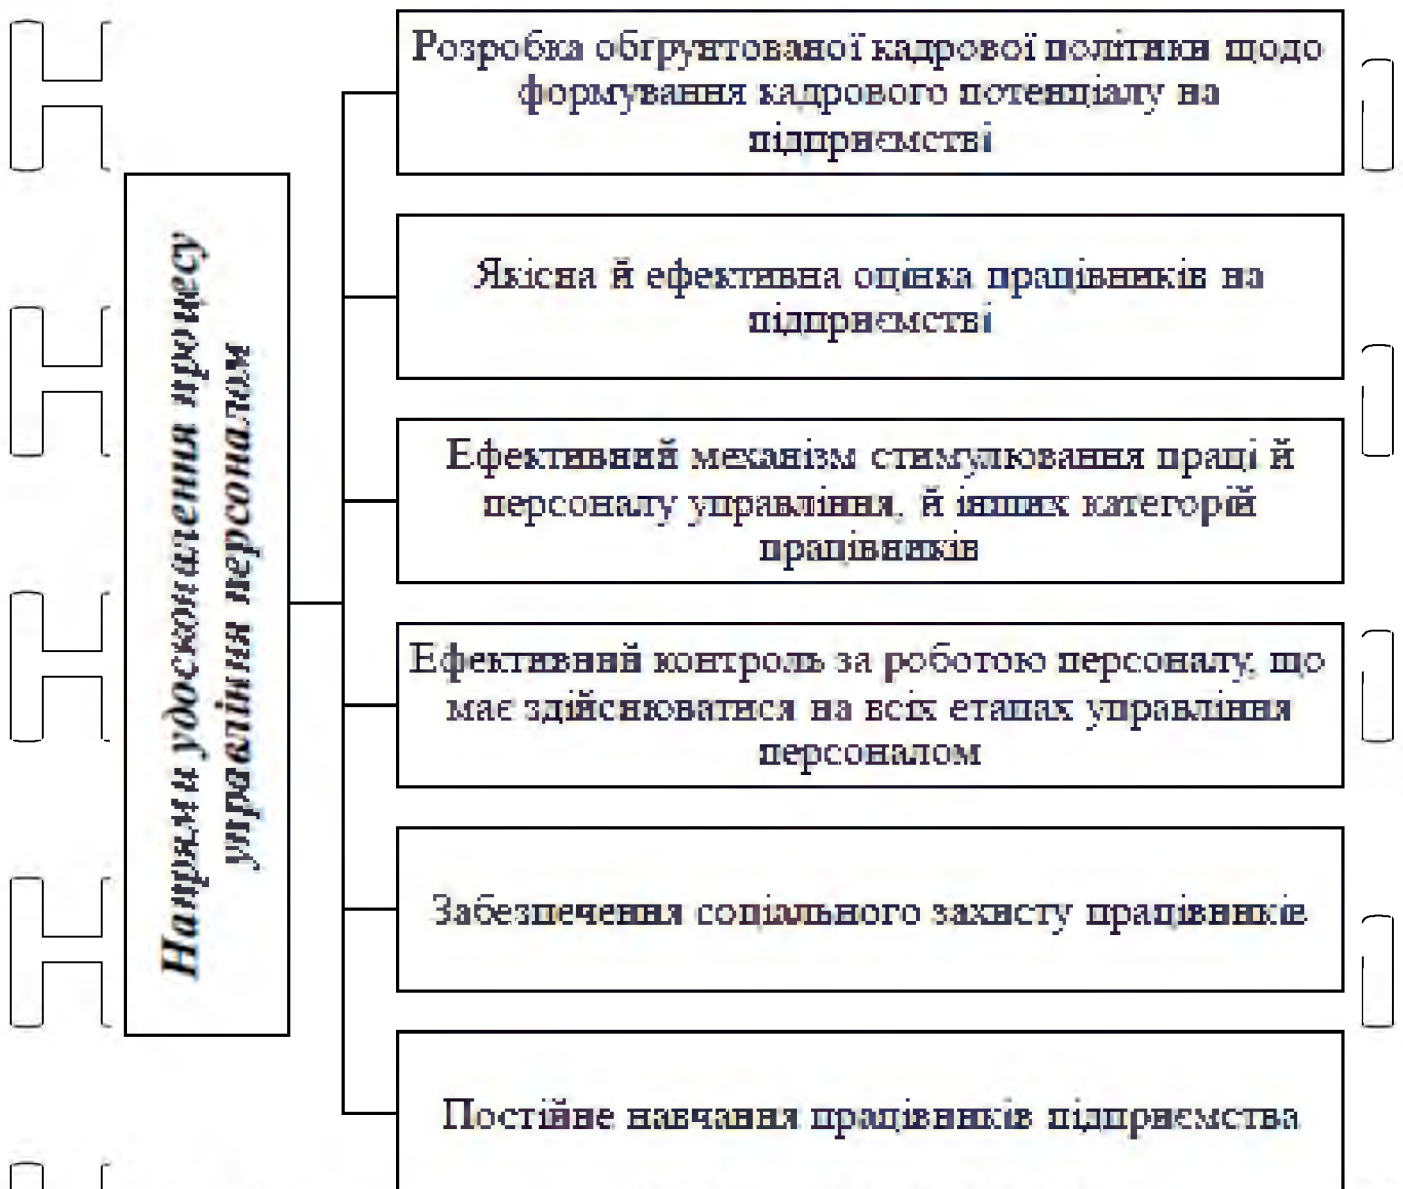 Напрями удосконалення процесу
управління персоналом
Розробка обґрунтованої кадрової політики щодо
формування кадрового потенціалу на
підприємстві
Якісна й ефективна оцінка працівників на
підприємстві
Ефективний механізм стимулювання праці й
персоналу управління, й інших категорій
працівників
Ефективний контроль за роботою персоналу, що
має здійснюватися на всіх етапах управління
персоналом
Забезпечення соціального захисту працівників
Постійне навчання працівників підприємства